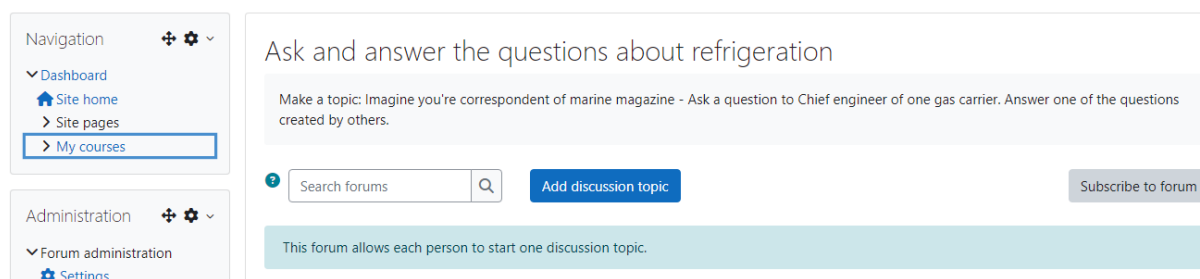 Navigation
Dashboard
Site home
Site pages
My courses
Administration
Forum administration
Settings
Ask and answer the questions about refrigeration
Make a topic: Imagine you're correspondent of marine magazine - Ask a question to Chief engineer of one gas carrier. Answer one of the questions
created by others.
?
Search forums
Add discussion topic
Subscribe to forum
This forum allows each person to start one discussion topic.